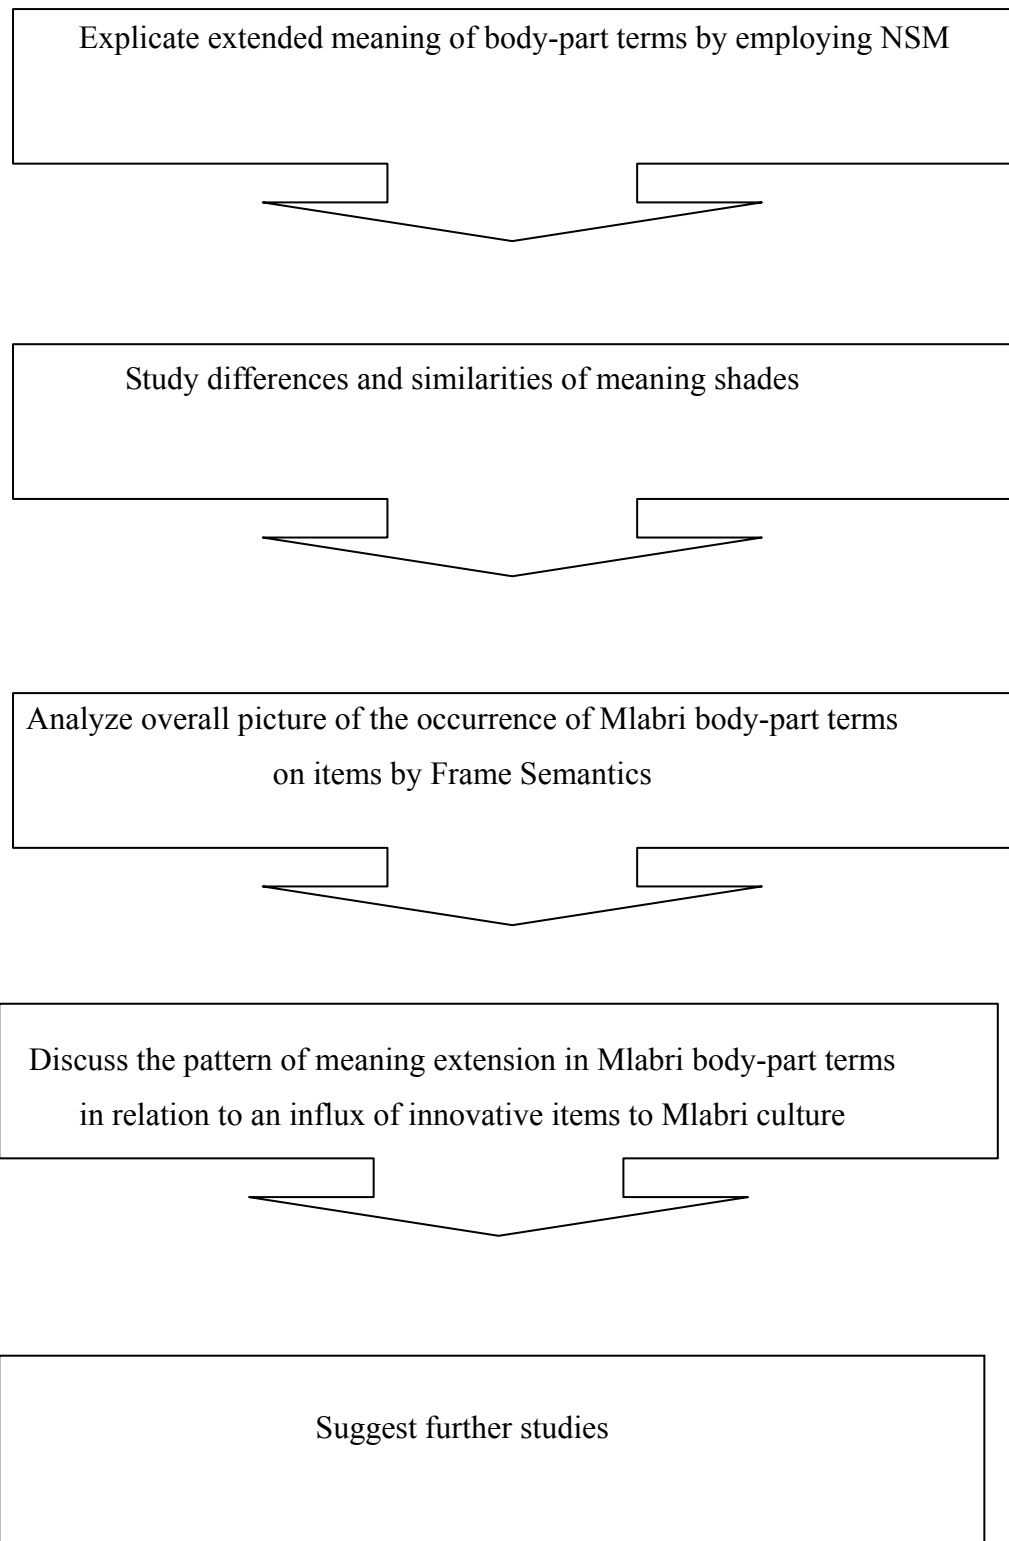 Explicate extended meaning of body-part terms by employing NSM
Study differences and similarities of meaning shades
Analyze overall picture of the occurrence of Mlabri body-part terms
on items by Frame Semantics
Discuss the pattern of meaning extension in Mlabri body-part terms
in relation to an influx of innovative items to Mlabri culture
Suggest further studies